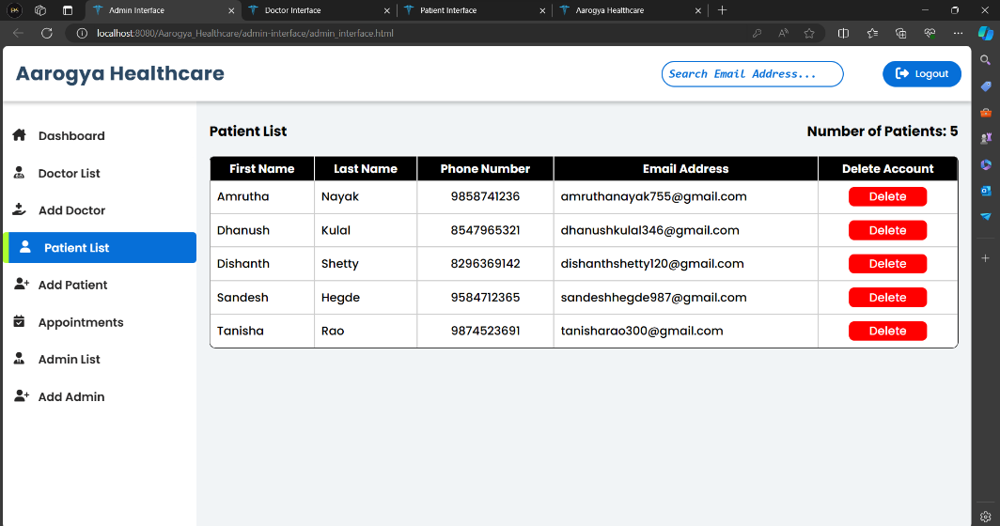 Admin Interface
Doctor Interface
Patient Interface
Aarogya Healthcare
localhost:8080/Aarogya_Healthcare/admin-interface/admin_interface.html
Aarogya Healthcare
Search Email Address...
Logout
Dashboard
Doctor List
Add Doctor
Patient List
Add Patient
Appointments
Admin List
Add Admin
Patient List
Number of Patients: 5
First Name Last Name Phone Number Email Address Delete Account
Amrutha Nayak 9858741236 amruthanayak755@gmail.com Delete
Dhanush Kulal 8547965321 dhanushkulal346@gmail.com Delete
Dishanth Shetty 8296369142 dishanthshetty120@gmail.com Delete
Sandesh Hegde 9584712365 sandeshhegde987@gmail.com Delete
Tanisha Rao 9874523691 tanisharao300@gmail.com Delete